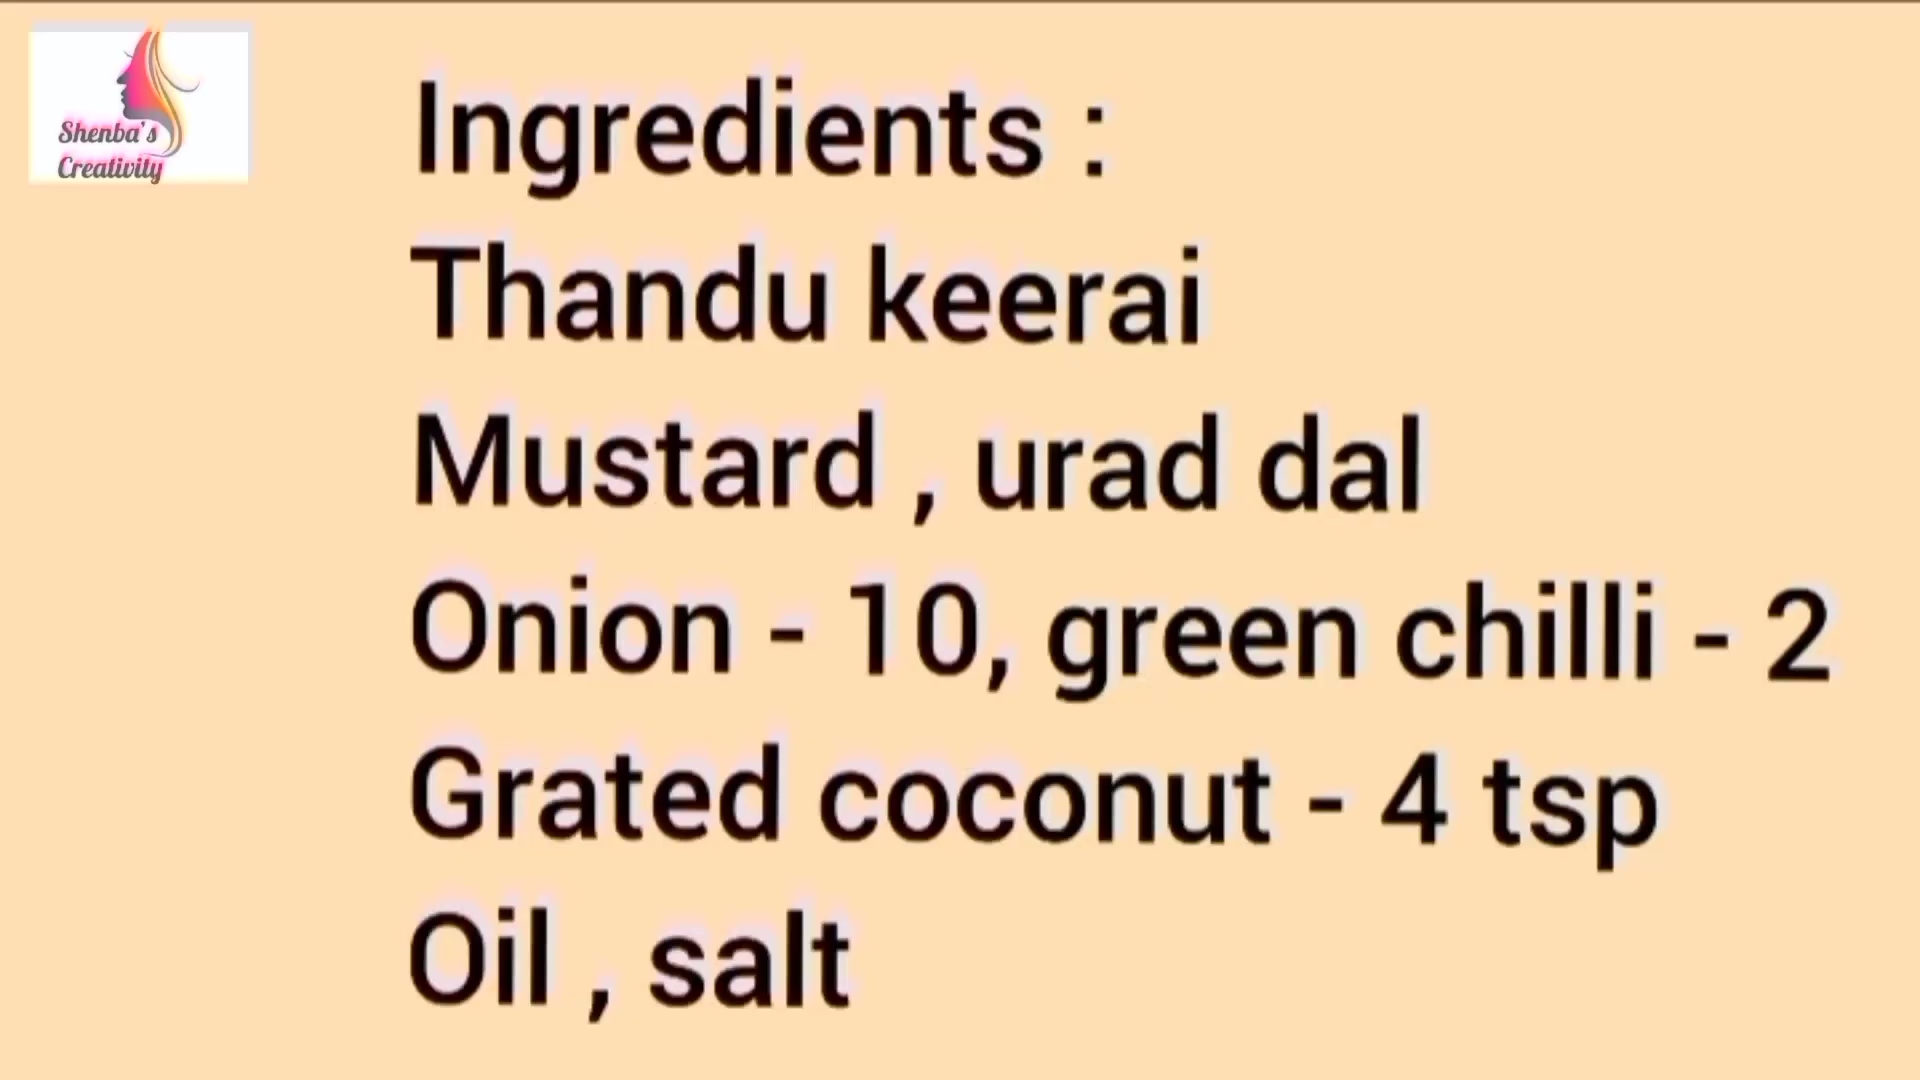 Shenba's
Creativity
Ingredients :
Thandu keerai
Mustard , urad dal
Onion - 10, green chilli - 2
Grated coconut - 4 tsp
Oil , salt